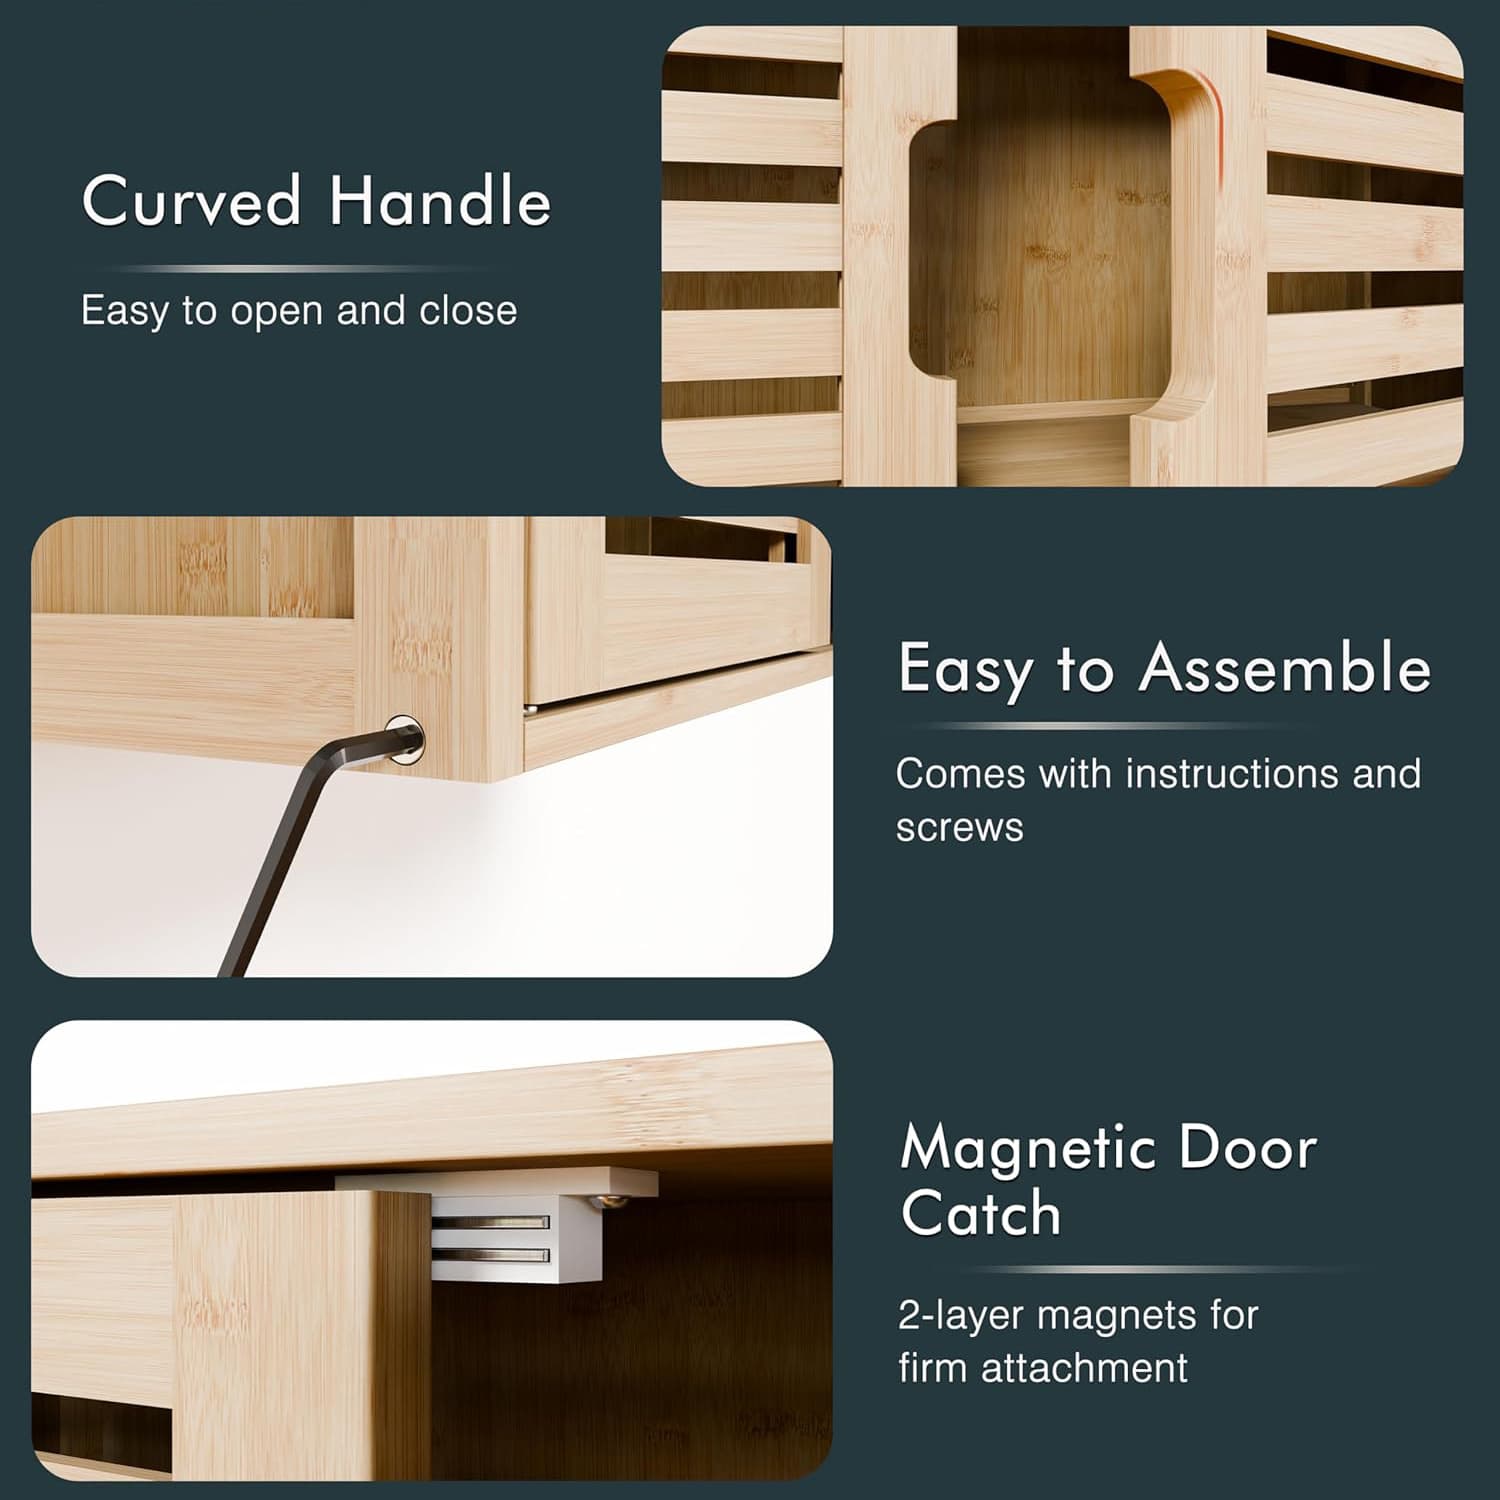 Curved Handle
Easy to open and close
Easy to Assemble
Comes with instructions and
screws
Magnetic Door
Catch
2-layer magnets for
firm attachment